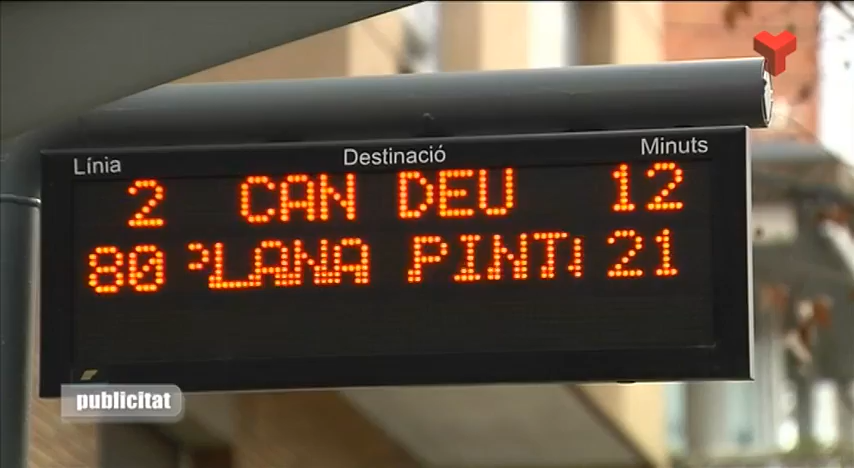 Línia Destinació Minuts
2 CAN DEU 12
80 PLANA PINT 21
publicitat